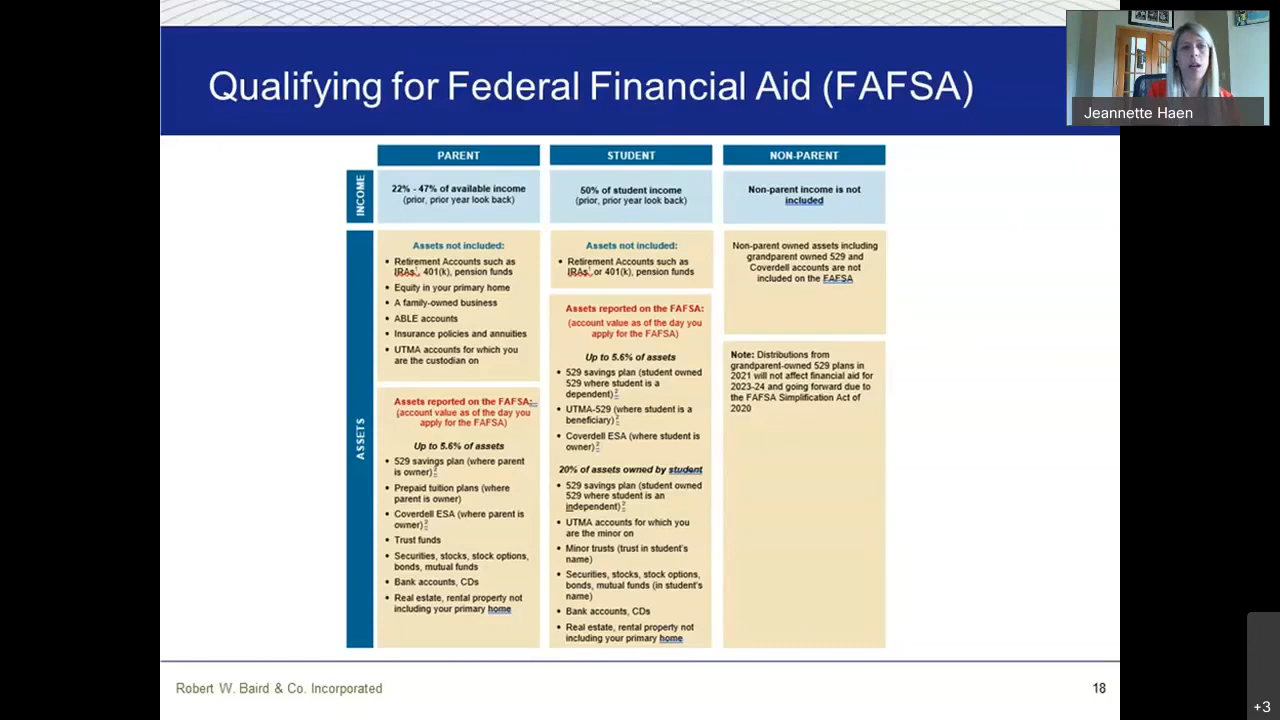 Qualifying for Federal Financial Aid (FAFSA)
Jeannette Haen
PARENT
STUDENT
NON-PARENT
INCOME
22% - 47% of available income
(prior, prior year look back)
50% of student income
(prior, prior year look back)
Non-parent income is not
included
ASSETS
Assets not included:
• Retirement Accounts such as
IRAs¹, 401(k), pension funds
• Equity in your primary home
• A family-owned business
• ABLE accounts
• Insurance policies and annuities
• UTMA accounts for which you
are the custodian on
Assets reported on the FAFSA:
(account value as of the day you
apply for the FAFSA)
Up to 5.6% of assets
• 529 savings plan (where parent
is owner)²
• Prepaid tuition plans (where
parent is owner)
• Coverdell ESA (where parent is
owner)²
• Trust funds
• Securities, stocks, stock options,
bonds, mutual funds
• Bank accounts, CDs
• Real estate, rental property not
including your primary home
Assets not included:
• Retirement Accounts such as
IRAs¹ or 401(k), pension funds
Assets reported on the FAFSA:
(account value as of the day you
apply for the FAFSA)
Up to 5.6% of assets
• 529 savings plan (student owned
529 where student is a
dependent)²
• UTMA-529 (where student is a
beneficiary)²
• Coverdell ESA (where student is
owner)²
20% of assets owned by student
• 529 savings plan (student owned
529 where student is an
independent)²
• UTMA accounts for which you
are the minor on
• Minor trusts (trust in student's
name)
• Securities, stocks, stock options,
bonds, mutual funds (in student's
name)
• Bank accounts, CDs
• Real estate, rental property not
including your primary home
Non-parent owned assets including
grandparent owned 529 and
Coverdell accounts are not
included on the FAFSA
Note: Distributions from
grandparent-owned 529 plans in
2021 will not affect financial aid for
2023-24 and going forward due to
the FAFSA Simplification Act of
2020
Robert W. Baird & Co. Incorporated
18
+3